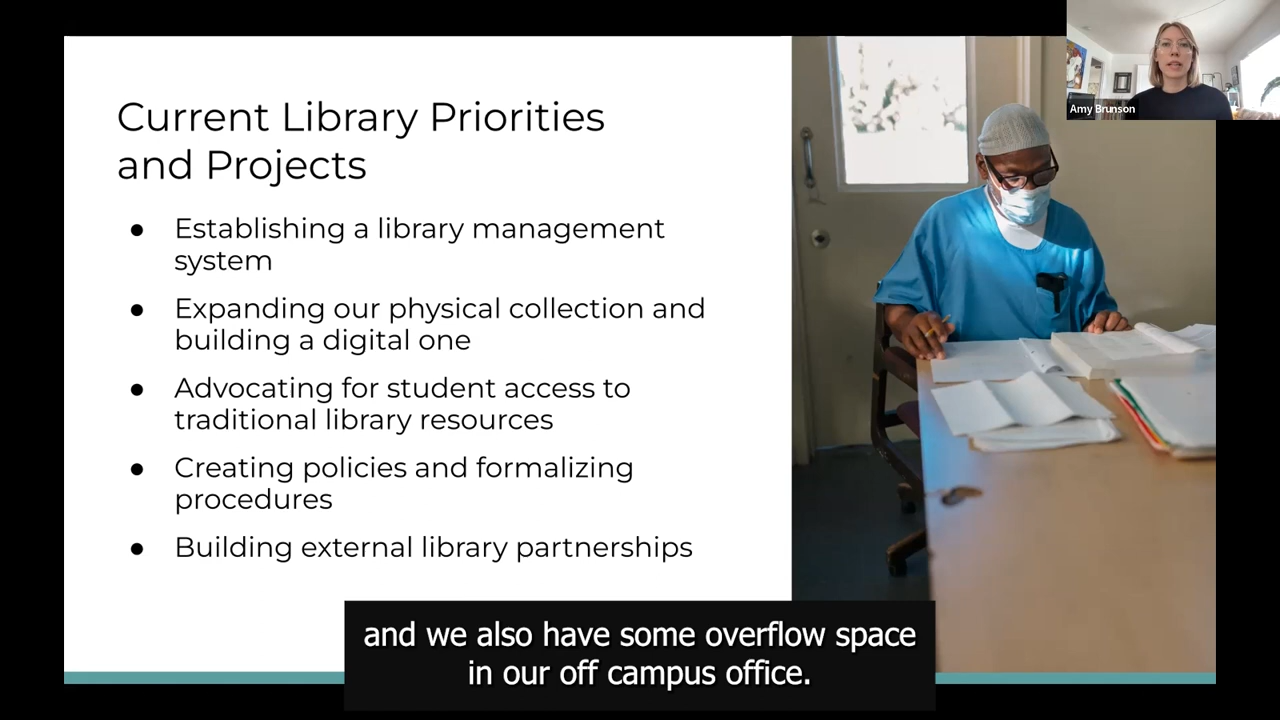 Current Library Priorities
and Projects
● Establishing a library management
system
● Expanding our physical collection and
building a digital one
● Advocating for student access to
traditional library resources
● Creating policies and formalizing
procedures
● Building external library partnerships
Amy Brunson
and we also have some overflow space
in our off campus office.